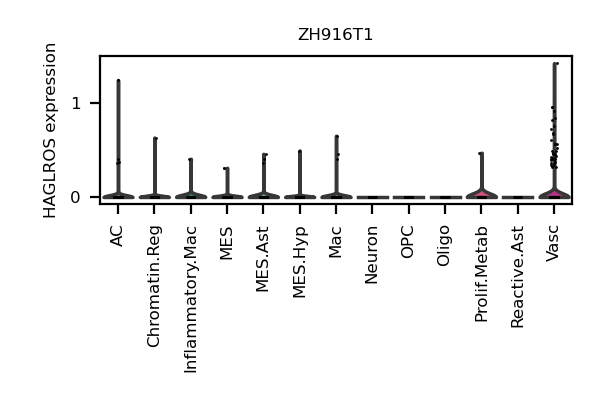 ZH916T1
HAGLROS expression
1
0
AC
Chromatin.Reg
Inflammatory.Mac
MES
MES.Ast
MES.Hyp
Mac
Neuron
OPC
Oligo
Prolif.Metab
Reactive.Ast
Vasc